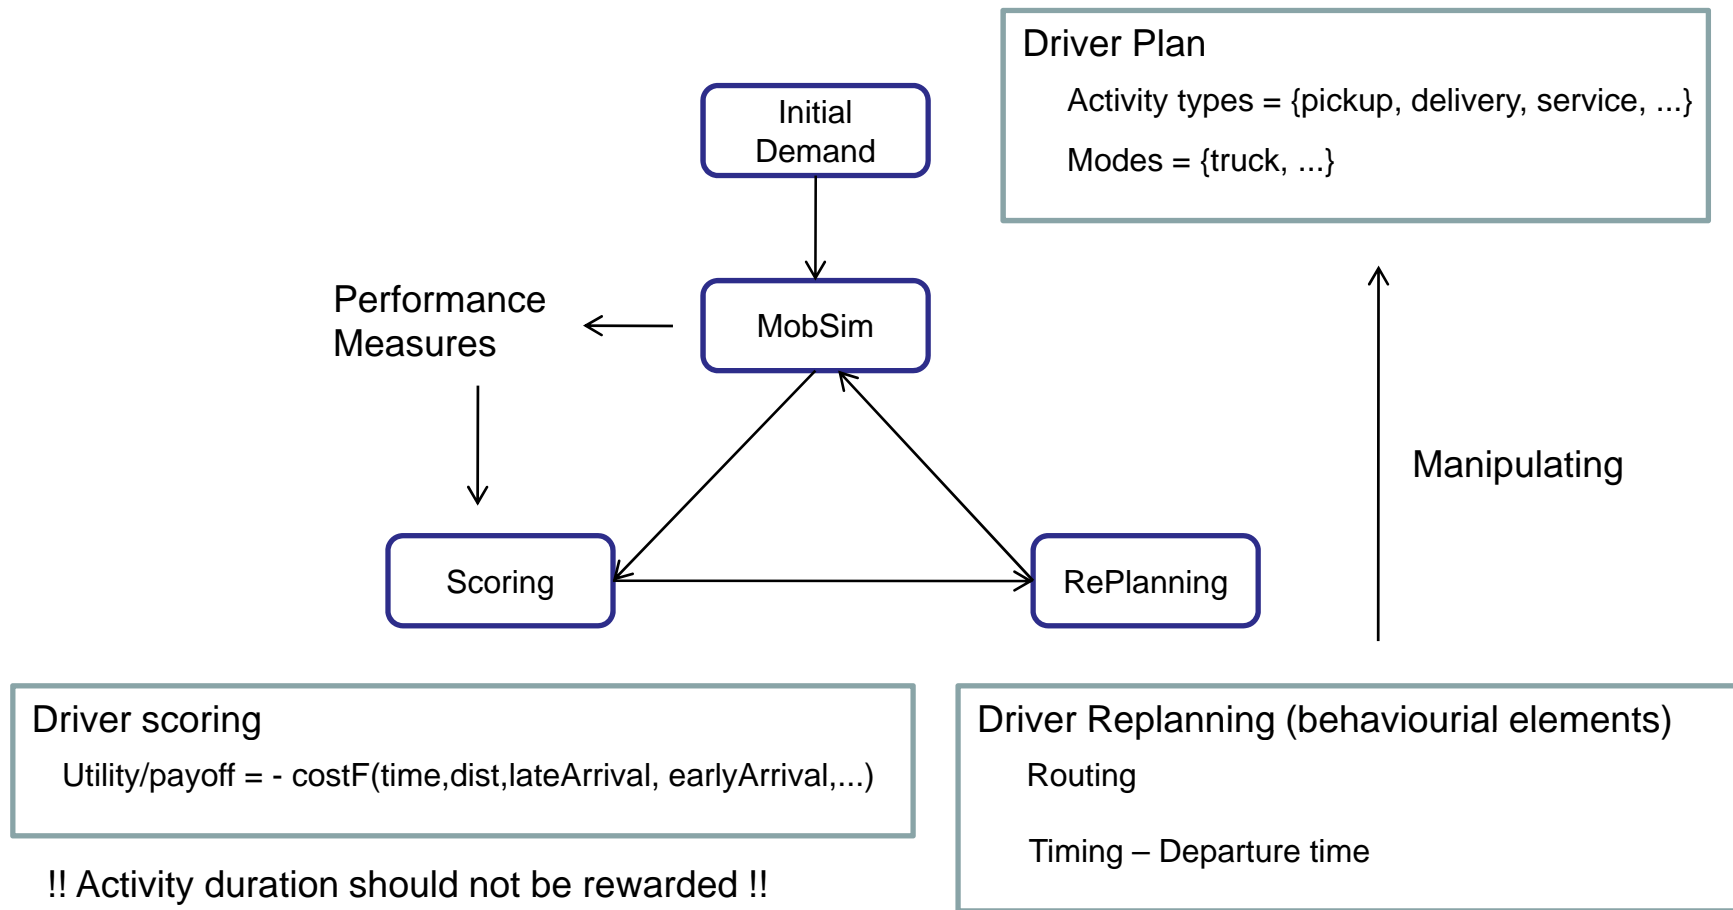 Driver Plan
Activity types = {pickup, delivery, service, ...}
Modes = {truck, ...}
Initial
Demand
Performance
Measures
MobSim
Manipulating
Scoring
RePlanning
Driver scoring
Utility/payoff = - costF(time,dist,lateArrival, earlyArrival,...)
!! Activity duration should not be rewarded !!
Driver Replanning (behaviourial elements)
Routing
Timing – Departure time